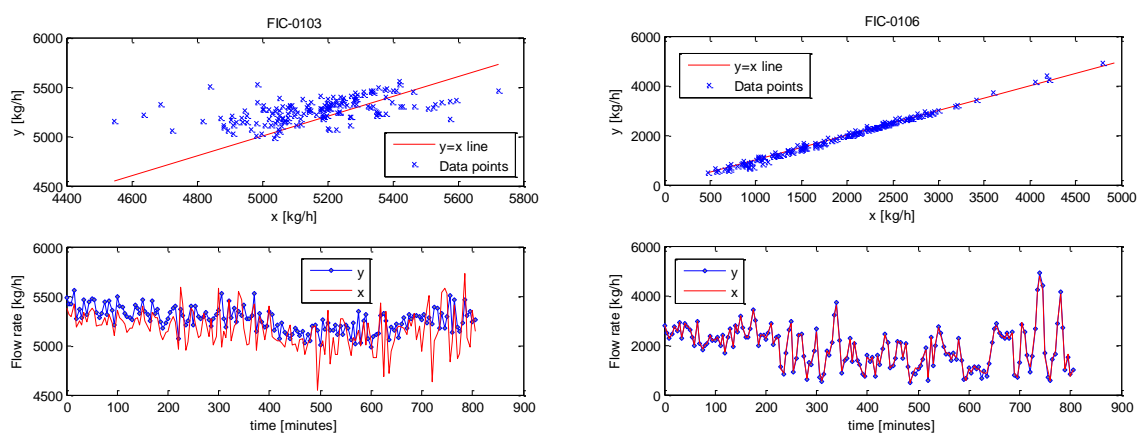 FIC-0103
6000
5500
5000
4500
y [kg/h]
y=x line
Data points
4400 4600 4800 5000 5200 5400 5600 5800
x [kg/h]
FIC-0106
6000
4000
2000
0
y [kg/h]
y=x line
Data points
0 500 1000 1500 2000 2500 3000 3500 4000 4500 5000
x [kg/h]
6000
5500
5000
4500
Flow rate [kg/h]
y
x
0 100 200 300 400 500 600 700 800 900
time [minutes]
6000
4000
2000
0
Flow rate [kg/h]
y
x
0 100 200 300 400 500 600 700 800 900
time [minutes]